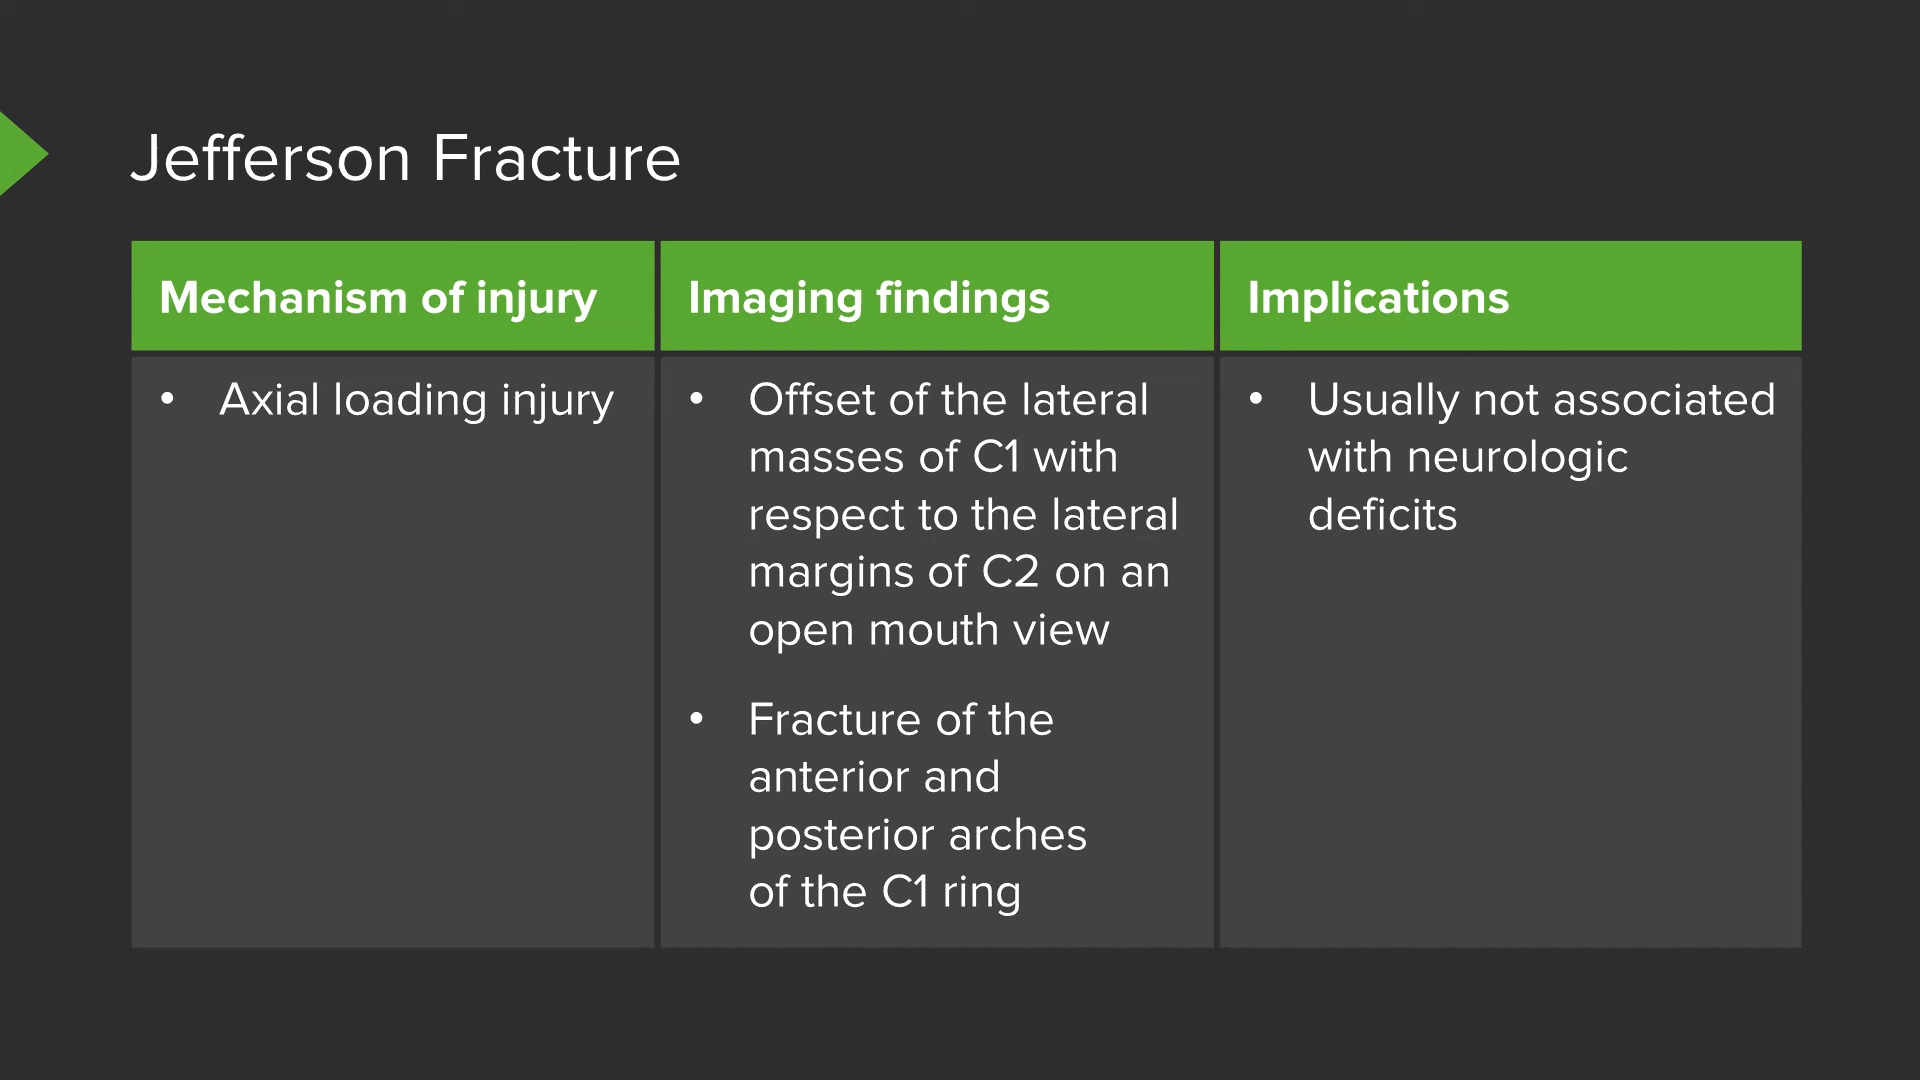 Jefferson Fracture
Mechanism of injury
Imaging findings
Implications
• Axial loading injury
• Offset of the lateral
masses of C1 with
respect to the lateral
margins of C2 on an
open mouth view
• Fracture of the
anterior and
posterior arches
of the C1 ring
• Usually not associated
with neurologic
deficits